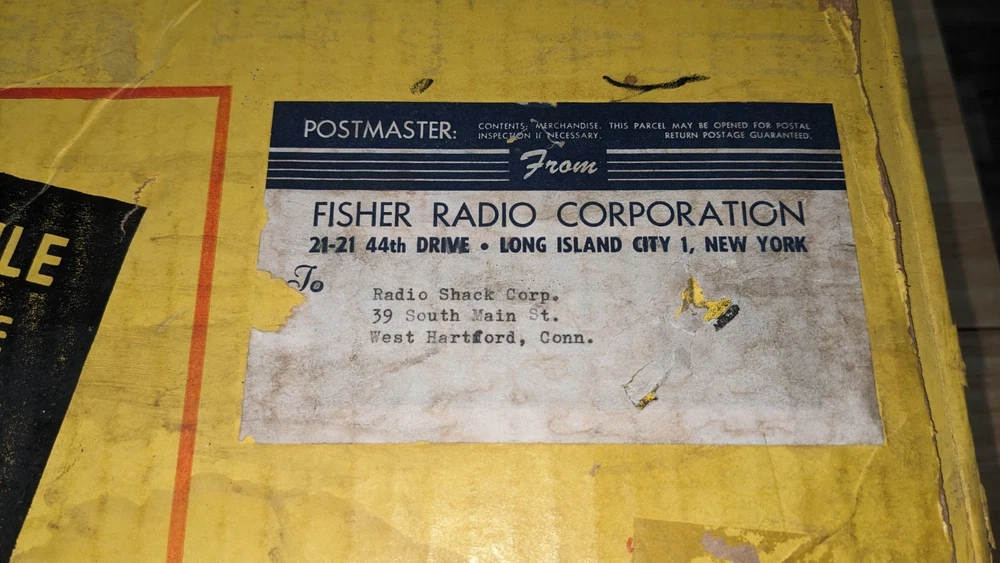 POSTMASTER: CONTENTS; MERCHANDISE. THIS PARCEL MAY BE OPENED FOR POSTAL
INSPECTION IF NECESSARY. RETURN POSTAGE GUARANTEED.
From
FISHER RADIO CORPORATION
21-21 44th DRIVE • LONG ISLAND CITY 1, NEW YORK
To
Radio Shack Corp.
39 South Main St.
West Hartford, Conn.
LE